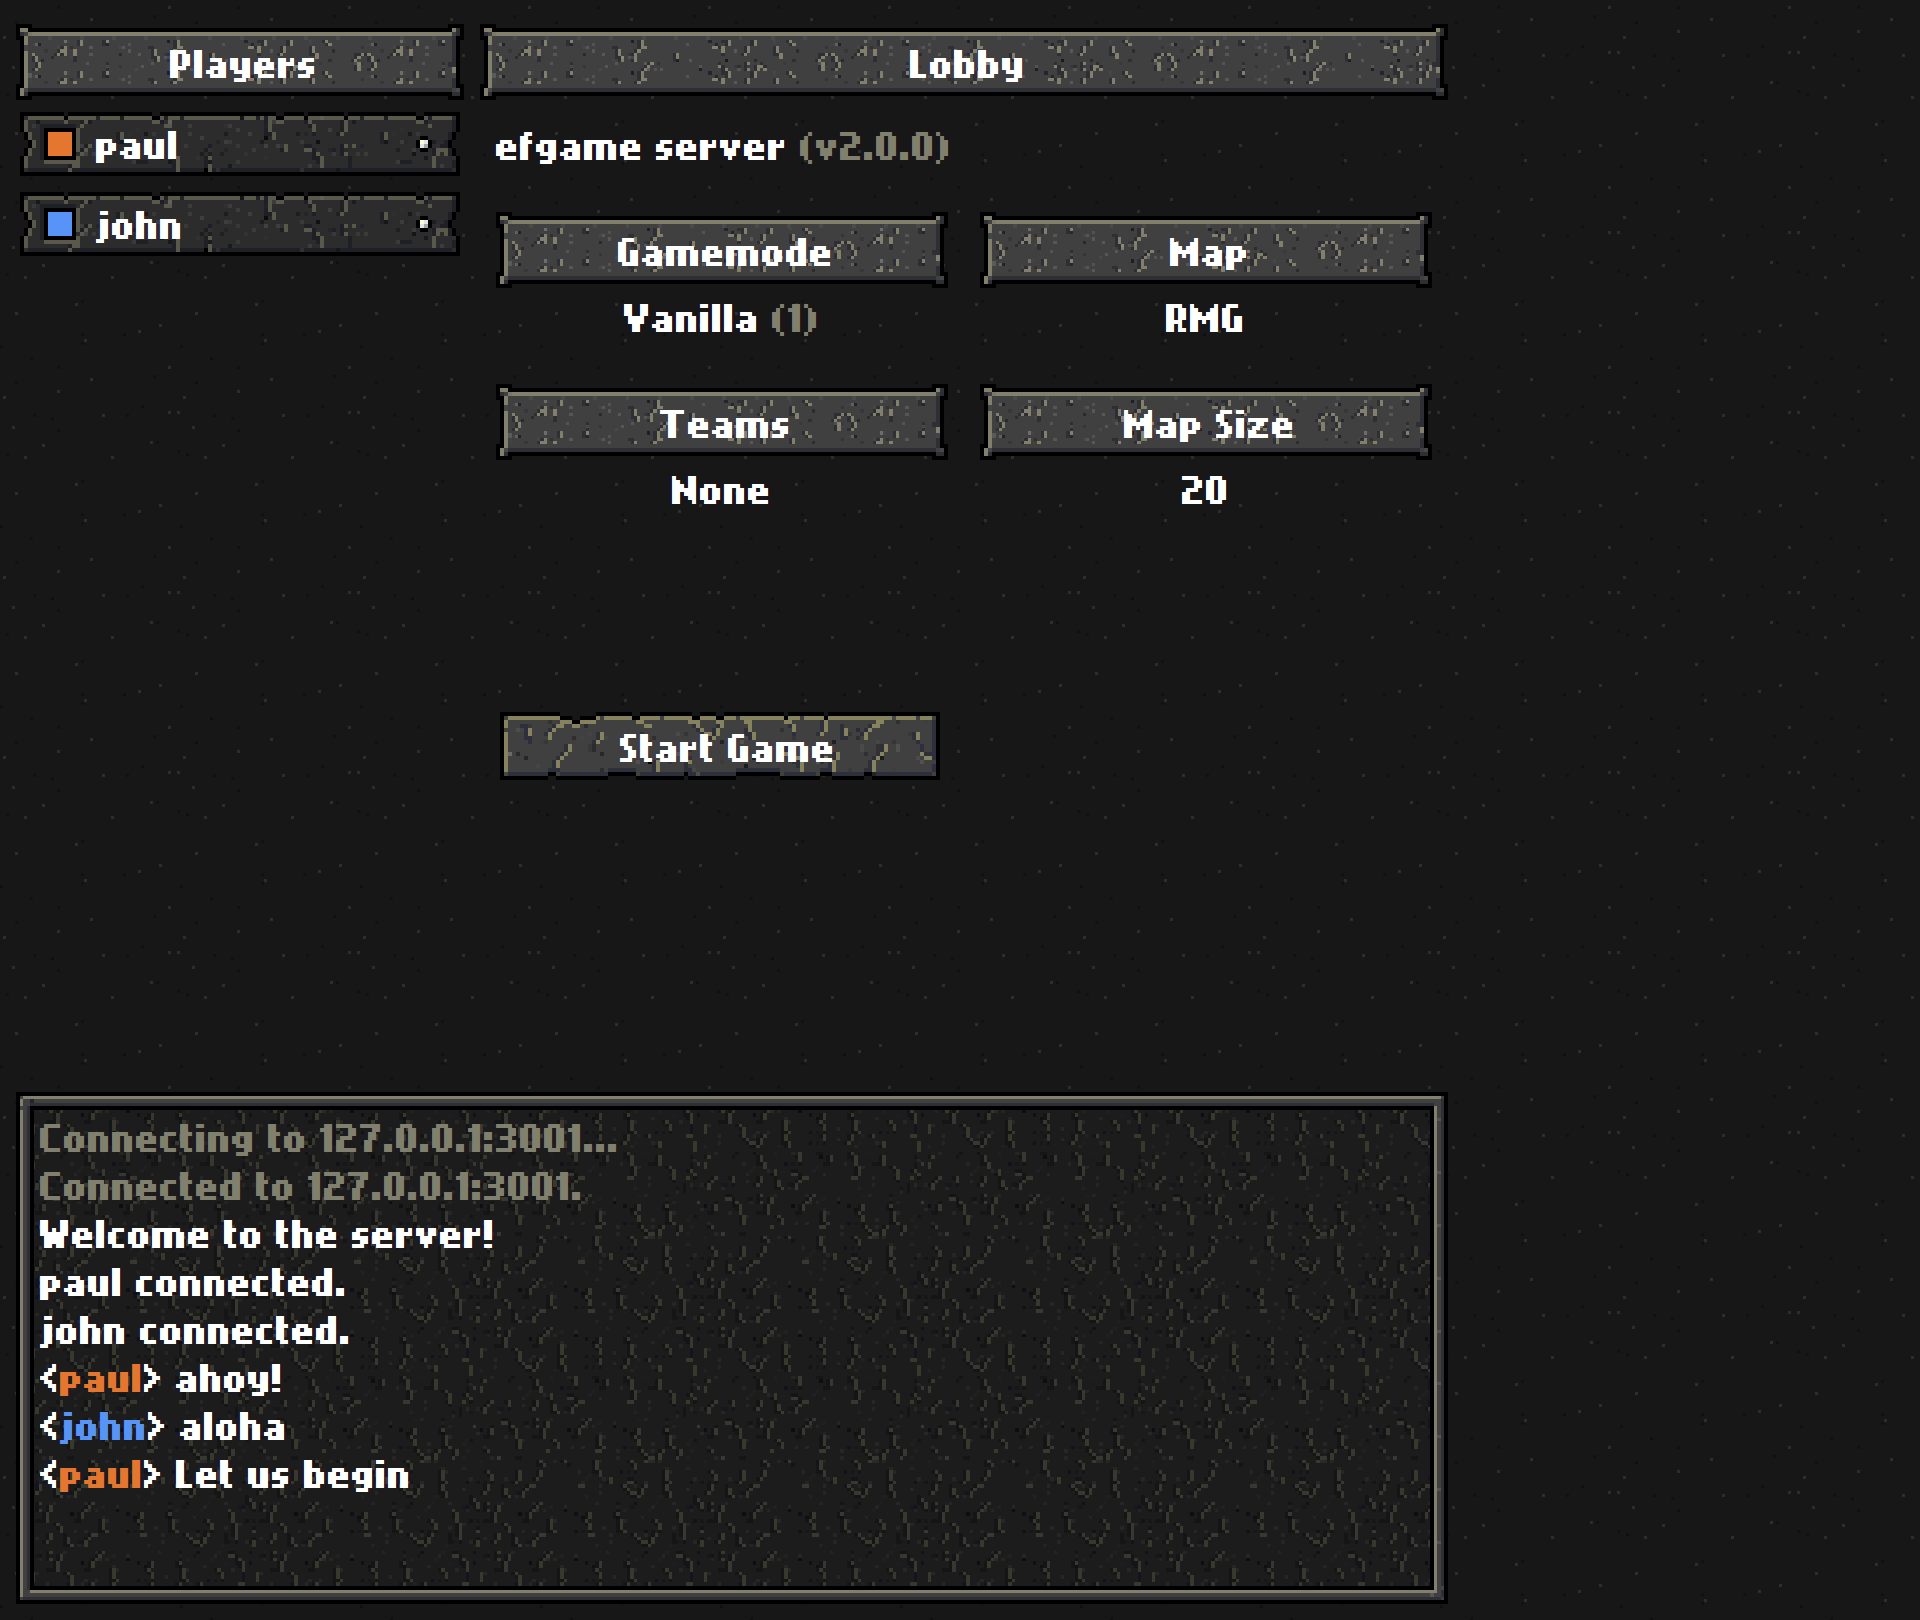 Players
Lobby
paul
john
efgame server (v2.0.0)
Gamemode
Map
Vanilla (1)
RMG
Teams
Map Size
None
20
Start Game
Connecting to 127.0.0.1:3001...
Connected to 127.0.0.1:3001.
Welcome to the server!
paul connected.
john connected.
<paul> ahoy!
<john> aloha
<paul> Let us begin